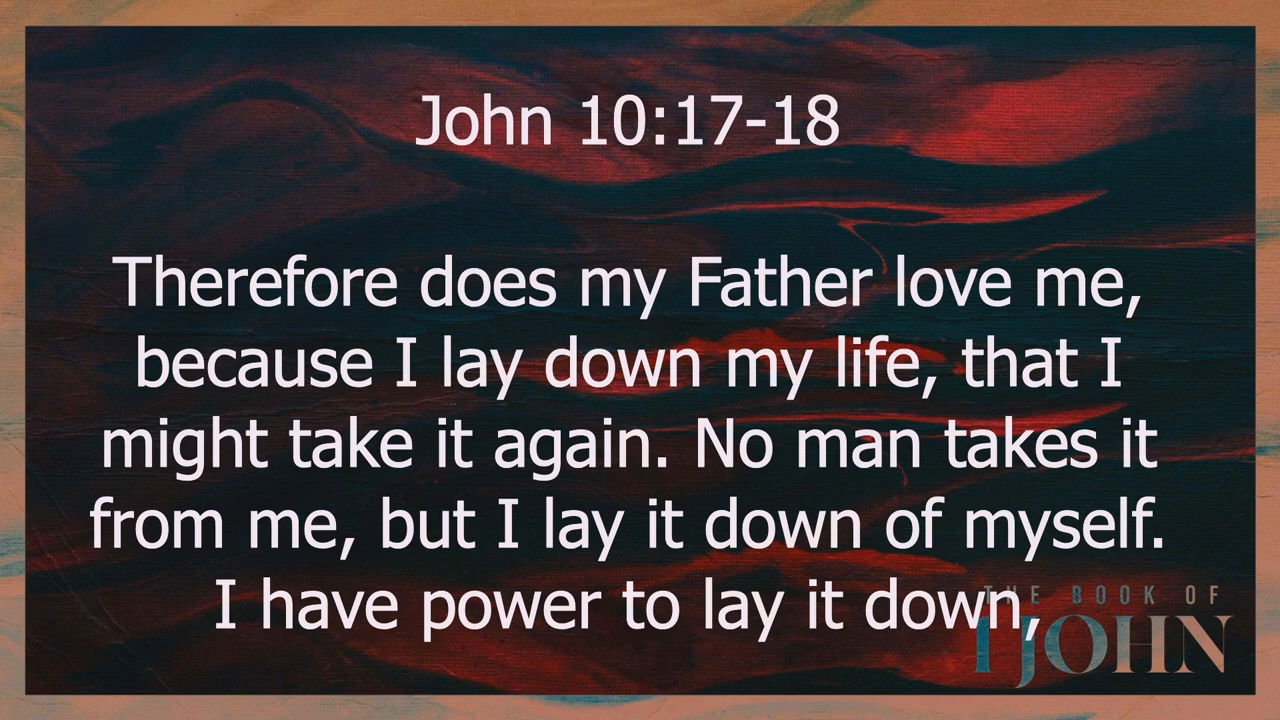 John 10:17-18
Therefore does my Father love me,
because I lay down my life, that I
might take it again. No man takes it
from me, but I lay it down of myself.
I have power to lay it down,
THE BOOK OF
I JOHN